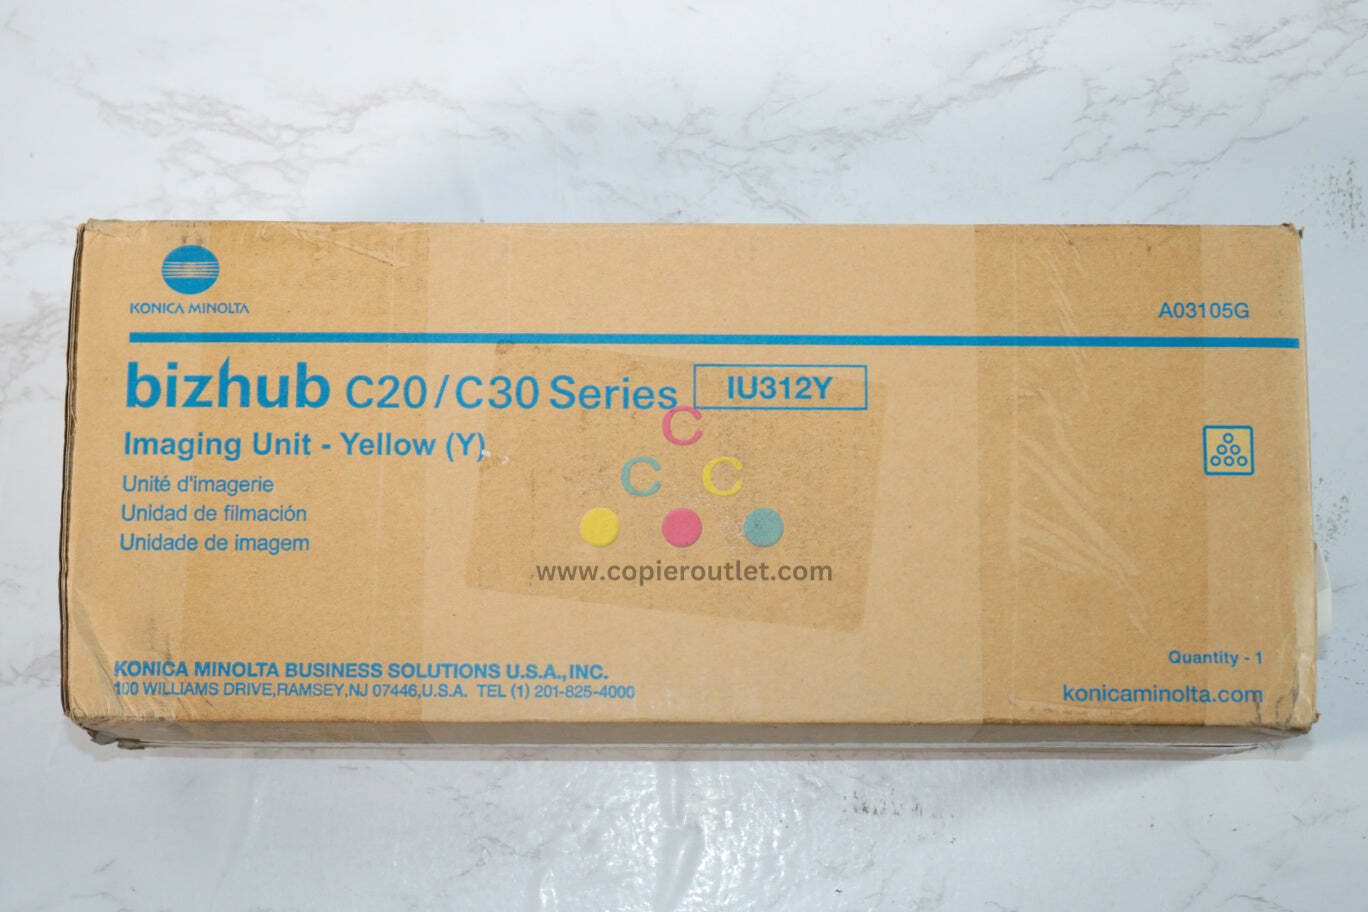 KONICA MINOLTA
A03105G
bizhub C20/C30 Series IU312Y
Imaging Unit - Yellow (Y)
Unité d'imagerie
Unidad de filmación
Unidade de imagem
C
C C
www.copieroutlet.com
KONICA MINOLTA BUSINESS SOLUTIONS U.S.A.,INC.
100 WILLIAMS DRIVE,RAMSEY,NJ 07446,U.S.A. TEL (1) 201-825-4000
Quantity - 1
konicaminolta.com